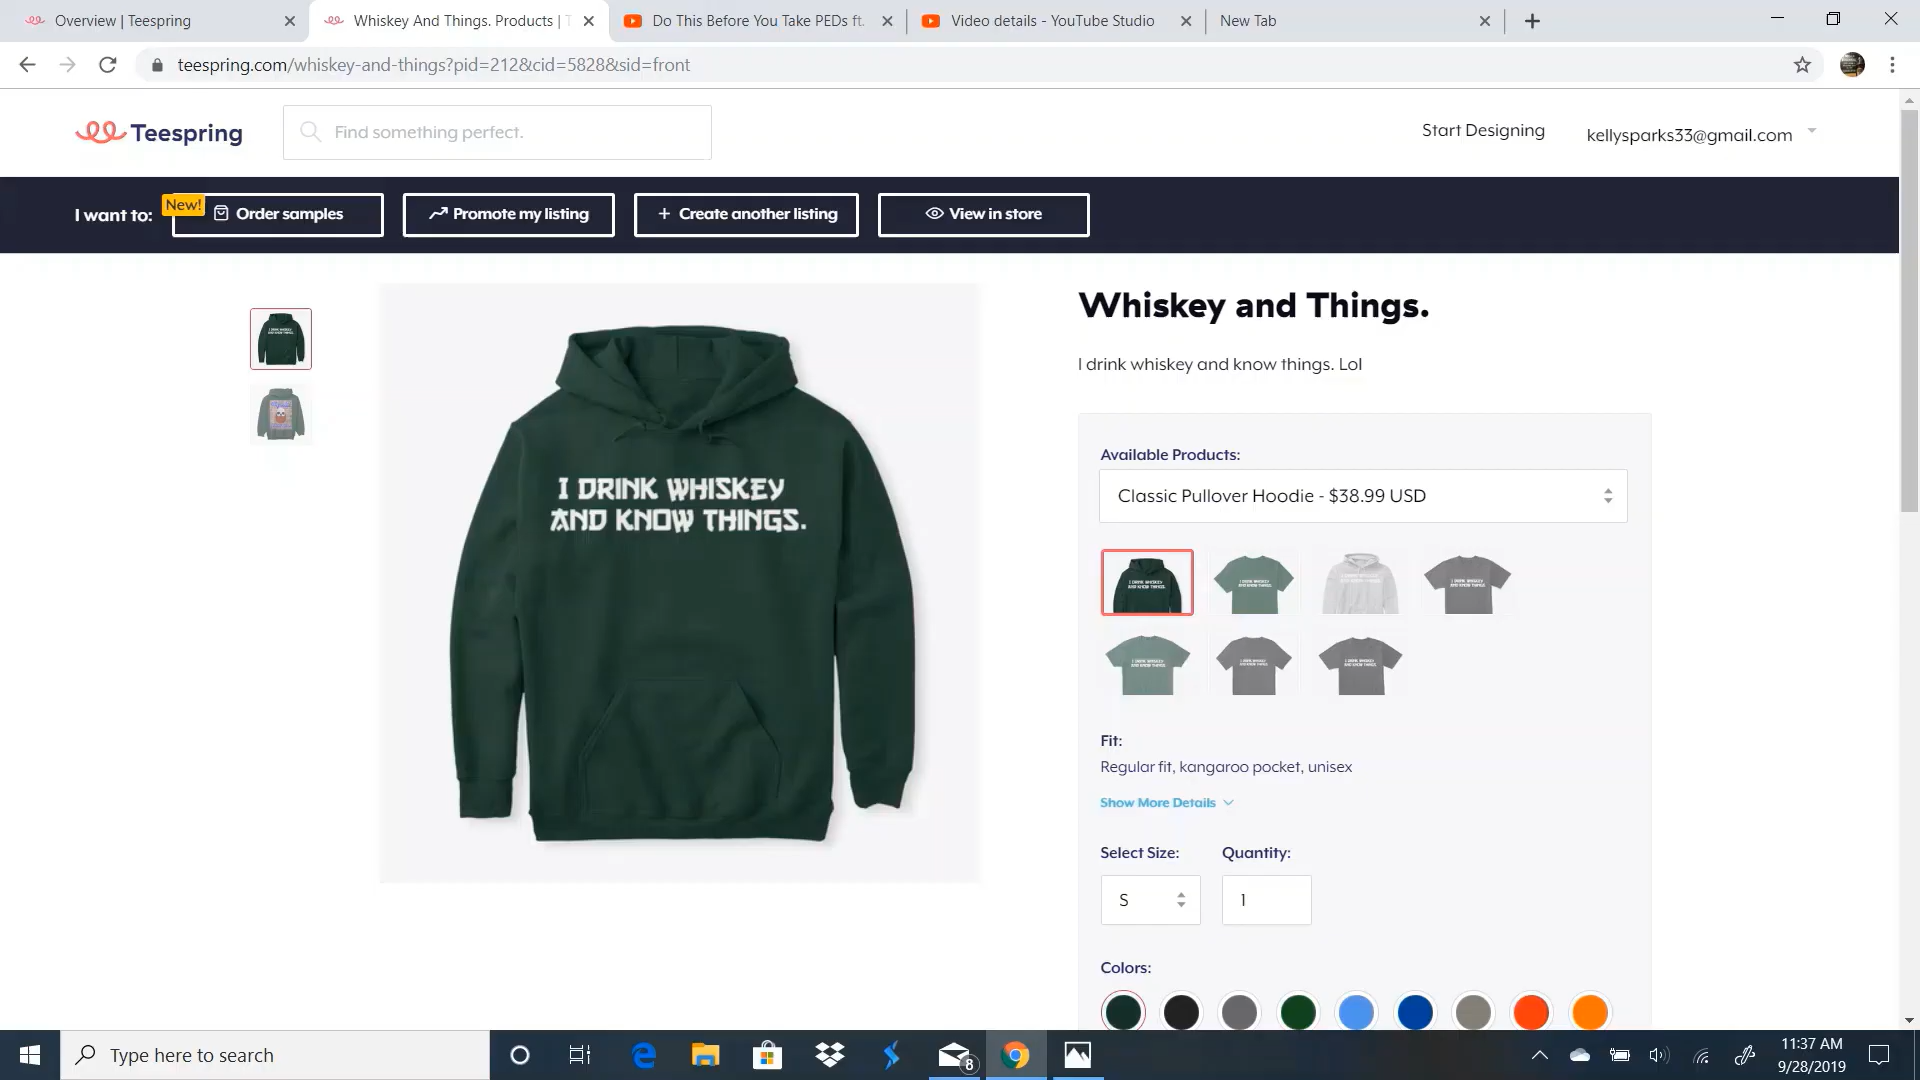 Overview | Teespring
Whiskey And Things. Products | T
Do This Before You Take PEDs ft.
Video details - YouTube Studio
New Tab
teespring.com/whiskey-and-things?pid=212&cid=5828&sid=front
Teespring
Find something perfect.
Start Designing
kellysparks33@gmail.com
I want to:
New!
Order samples
Promote my listing
+ Create another listing
View in store
Whiskey and Things.
I drink whiskey and know things. Lol
I DRINK WHISKEY
AND KNOW THINGS.
Available Products:
Classic Pullover Hoodie - $38.99 USD
Fit:
Regular fit, kangaroo pocket, unisex
Show More Details
Select Size:
Quantity:
S
1
Colors:
Type here to search
8
11:37 AM
9/28/2019